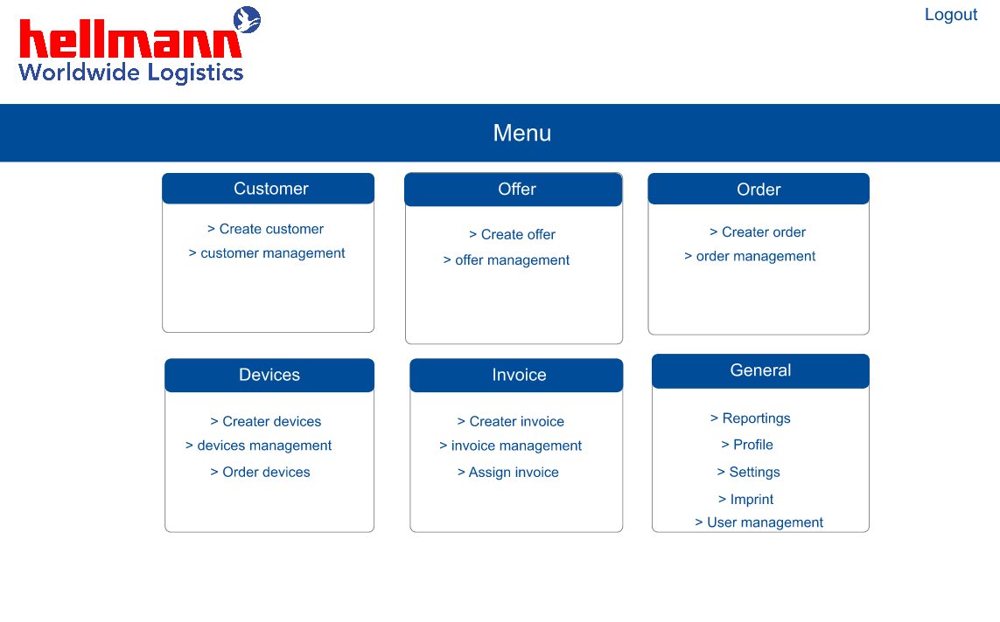 hellmann
Worldwide Logistics
Logout
Menu
Customer
> Create customer
> customer management
Offer
> Create offer
> offer management
Order
> Creater order
> order management
Devices
> Creater devices
> devices management
> Order devices
Invoice
> Creater invoice
> invoice management
> Assign invoice
General
> Reportings
> Profile
> Settings
> Imprint
> User management